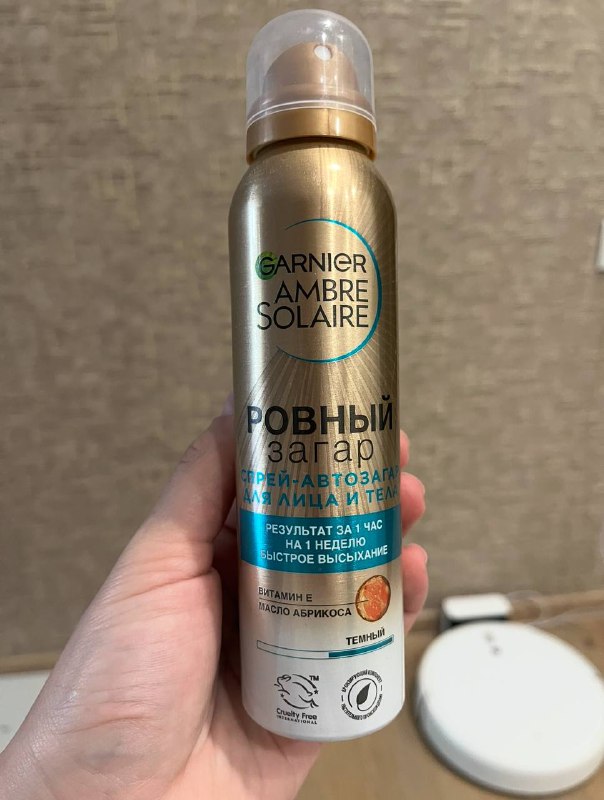 GARNIER
AMBRE
SOLAIRE
РОВНЫЙ
загар
СПРЕЙ-АВТОЗАГАР
ДЛЯ ЛИЦА И ТЕЛА
РЕЗУЛЬТАТ ЗА 1 ЧАС
НА 1 НЕДЕЛЮ
БЫСТРОЕ ВЫСЫХАНИЕ
ВИТАМИН Е
МАСЛО АБРИКОСА
ТЕМНЫЙ
TM
Cruelty Free
INTERNATIONAL